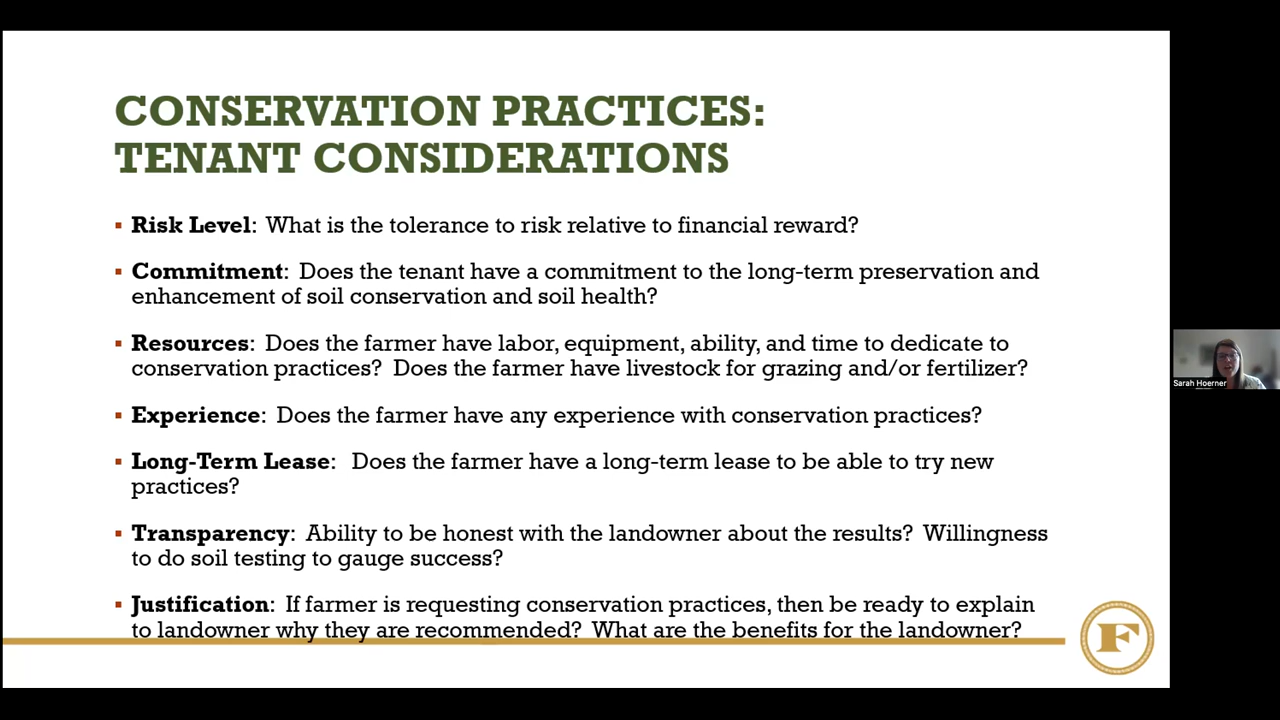 CONSERVATION PRACTICES:
TENANT CONSIDERATIONS
▪ Risk Level: What is the tolerance to risk relative to financial reward?
▪ Commitment: Does the tenant have a commitment to the long-term preservation and
enhancement of soil conservation and soil health?
▪ Resources: Does the farmer have labor, equipment, ability, and time to dedicate to
conservation practices? Does the farmer have livestock for grazing and/or fertilizer?
▪ Experience: Does the farmer have any experience with conservation practices?
▪ Long-Term Lease: Does the farmer have a long-term lease to be able to try new
practices?
▪ Transparency: Ability to be honest with the landowner about the results? Willingness
to do soil testing to gauge success?
▪ Justification: If farmer is requesting conservation practices, then be ready to explain
to landowner why they are recommended? What are the benefits for the landowner?
F
Sarah Hoerner